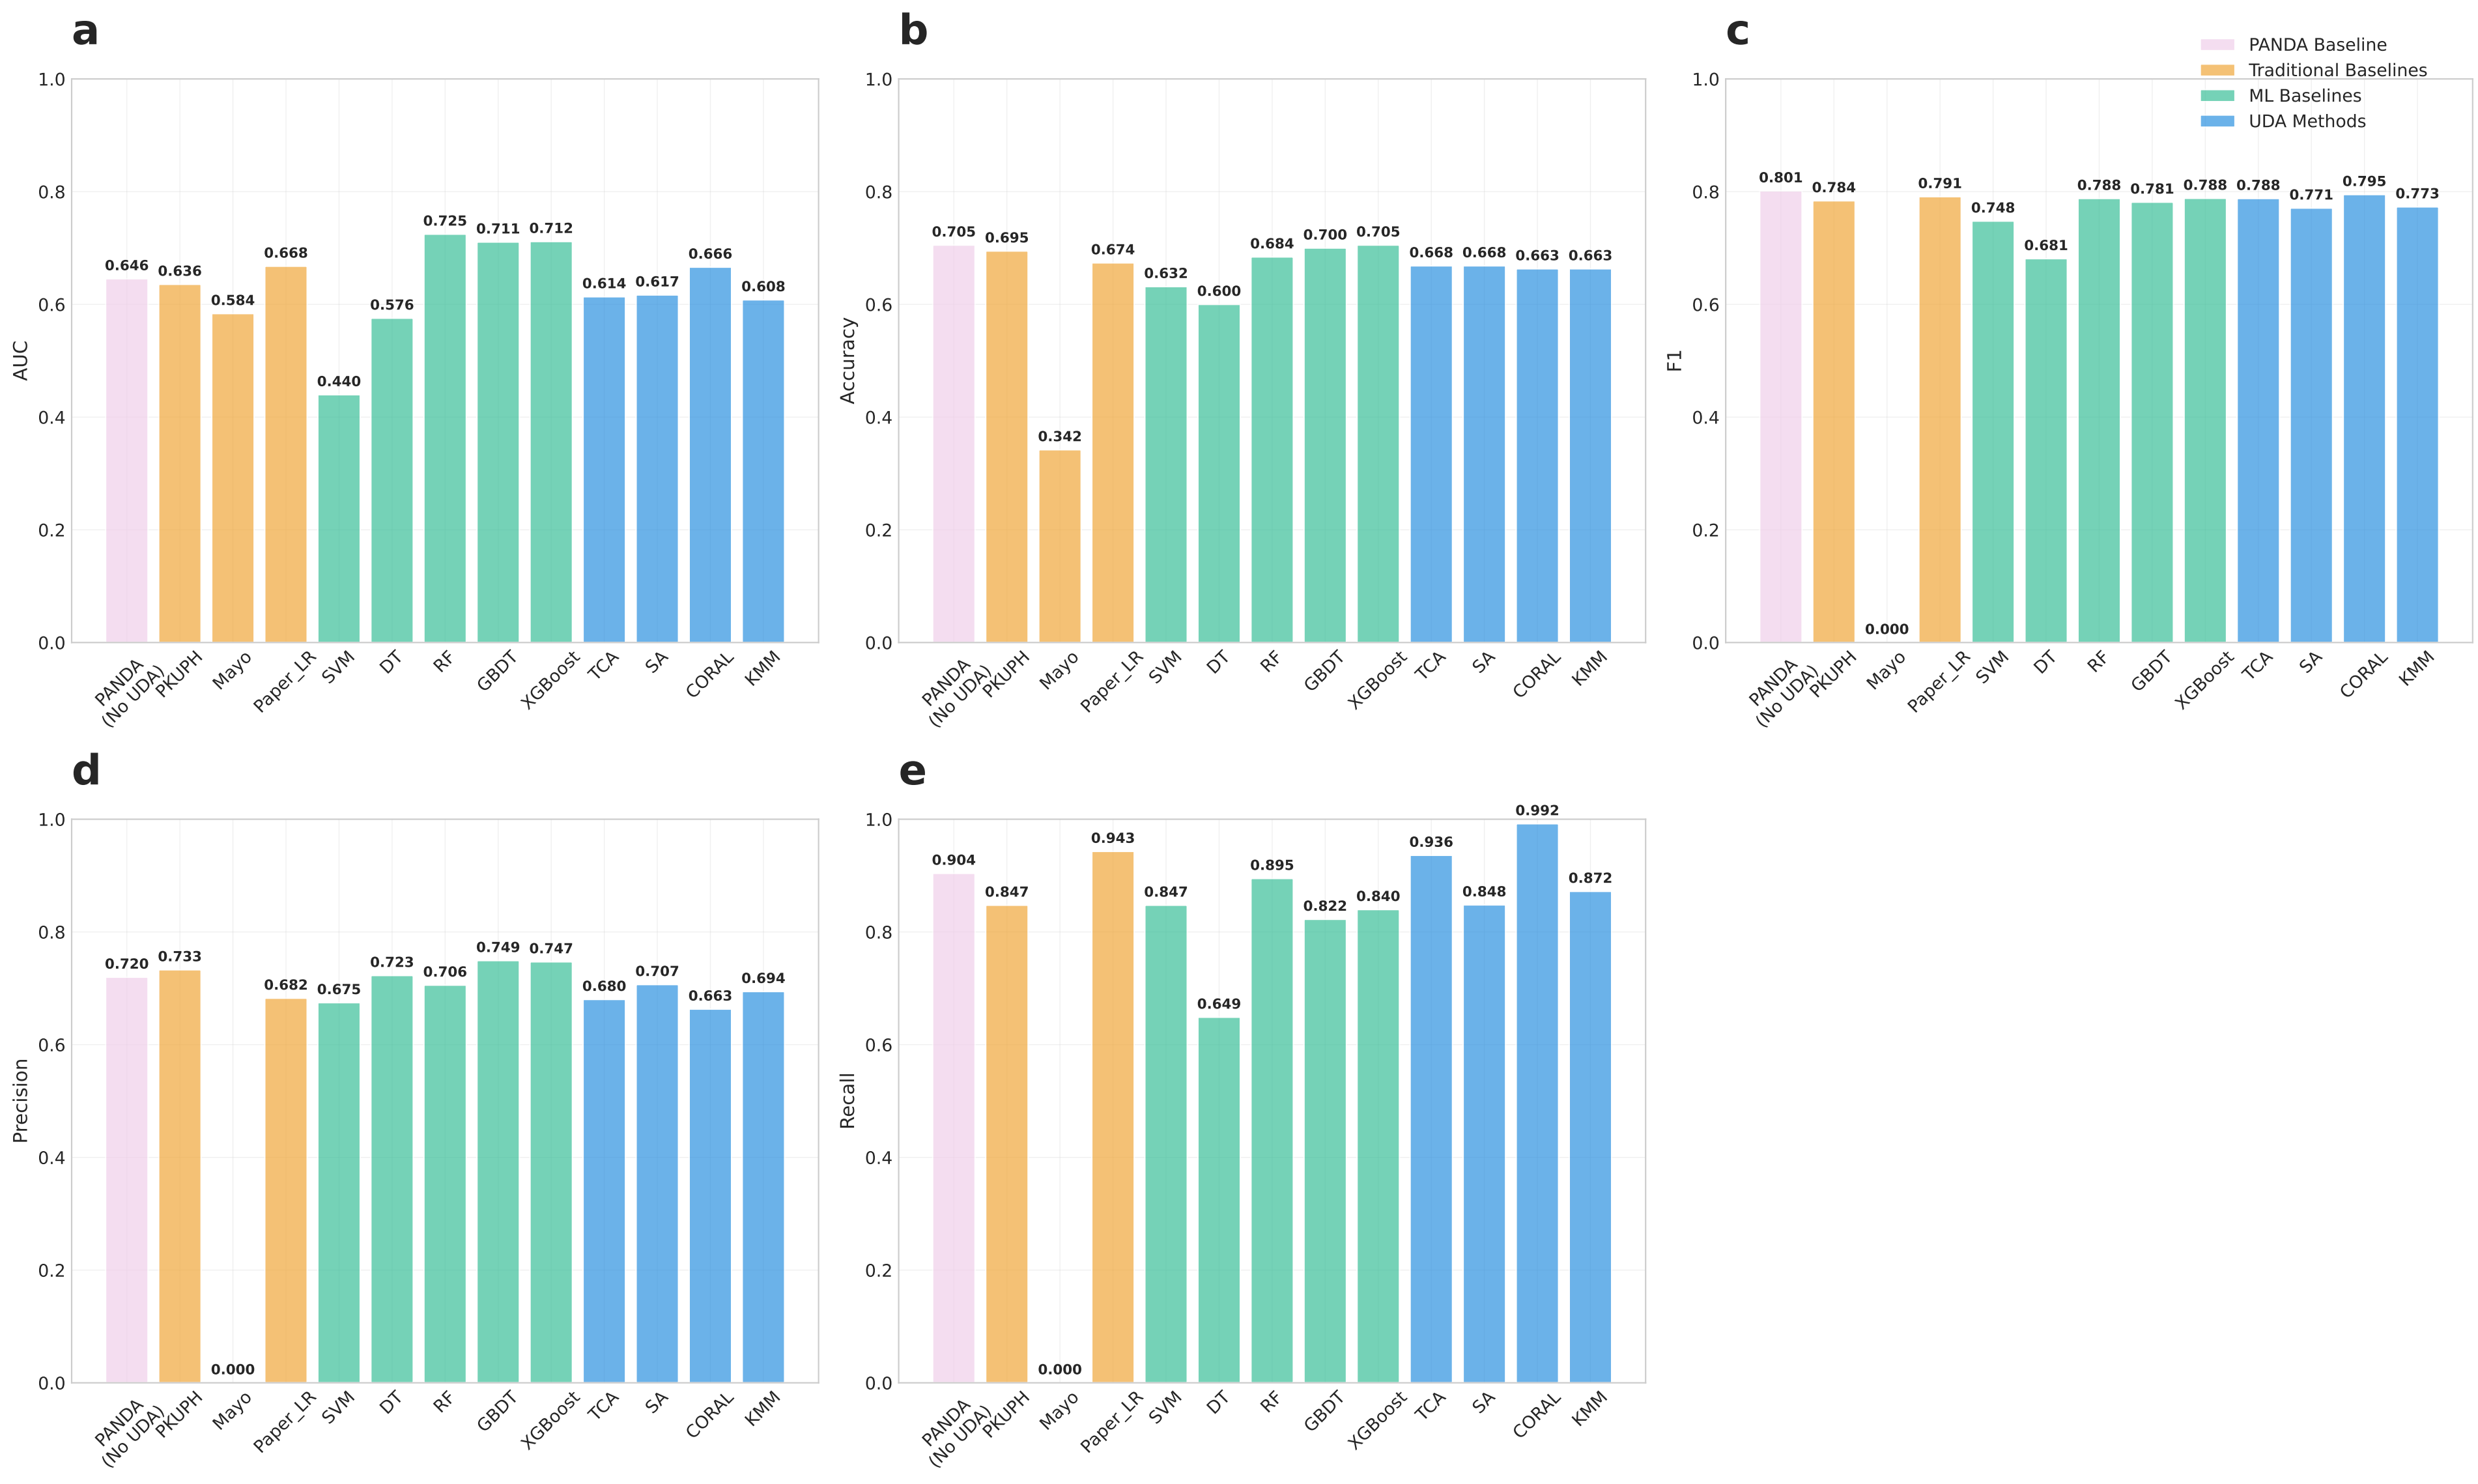 a
1.0
0.8
0.6
0.4
0.2
0.0
AUC
0.646
0.636
0.584
0.668
0.440
0.576
0.725
0.711
0.712
0.614
0.617
0.666
0.608
PANDA
(No UDA)
PKUPH
Mayo
Paper_LR
SVM
DT
RF
GBDT
XGBoost
TCA
SA
CORAL
KMM
b
1.0
0.8
0.6
0.4
0.2
0.0
Accuracy
0.705
0.695
0.342
0.674
0.632
0.600
0.684
0.700
0.705
0.668
0.668
0.663
0.663
PANDA
(No UDA)
PKUPH
Mayo
Paper_LR
SVM
DT
RF
GBDT
XGBoost
TCA
SA
CORAL
KMM
c
PANDA Baseline
Traditional Baselines
ML Baselines
UDA Methods
1.0
0.8
0.6
0.4
0.2
0.0
F1
0.801
0.784
0.000
0.791
0.748
0.681
0.788
0.781
0.788
0.788
0.771
0.795
0.773
PANDA
(No UDA)
PKUPH
Mayo
Paper_LR
SVM
DT
RF
GBDT
XGBoost
TCA
SA
CORAL
KMM
d
1.0
0.8
0.6
0.4
0.2
0.0
Precision
0.720
0.733
0.000
0.682
0.675
0.723
0.706
0.749
0.747
0.680
0.707
0.663
0.694
PANDA
(No UDA)
PKUPH
Mayo
Paper_LR
SVM
DT
RF
GBDT
XGBoost
TCA
SA
CORAL
KMM
e
1.0
0.8
0.6
0.4
0.2
0.0
Recall
0.904
0.847
0.000
0.943
0.847
0.649
0.895
0.822
0.840
0.936
0.848
0.992
0.872
PANDA
(No UDA)
PKUPH
Mayo
Paper_LR
SVM
DT
RF
GBDT
XGBoost
TCA
SA
CORAL
KMM